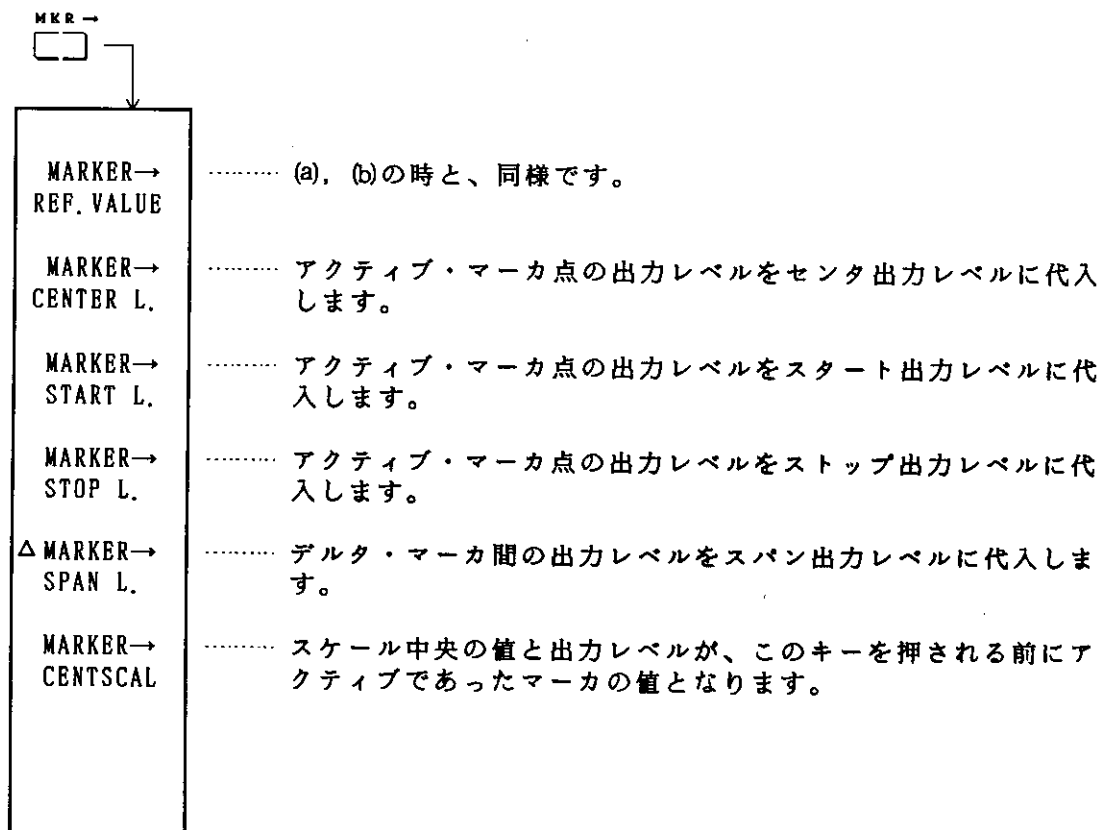 MKR→
MARKER→ ……… (a), (b)の時と、同様です。
REF. VALUE
MARKER→ ……… アクティブ・マーカ点の出力レベルをセンタ出力レベルに代入
CENTER L. します。
MARKER→ ……… アクティブ・マーカ点の出力レベルをスタート出力レベルに代
START L. 入します。
MARKER→ ……… アクティブ・マーカ点の出力レベルをストップ出力レベルに代
STOP L. 入します。
Δ MARKER→ ……… デルタ・マーカ間の出力レベルをスパン出力レベルに代入しま
SPAN L. す。
MARKER→ ……… スケール中央の値と出力レベルが、このキーを押される前にア
CENTSCAL クティブであったマーカの値となります。